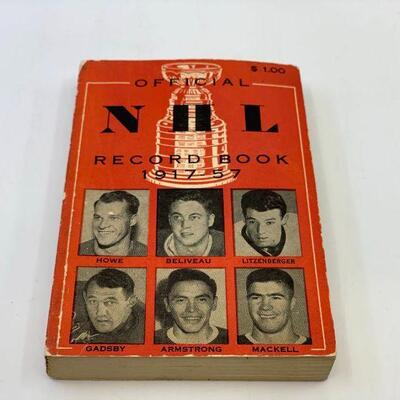 $1.00
OFFICIAL
NHL
RECORD BOOK
1917-57
HOWE BELIVEAU LITZENBERGER
GADSBY ARMSTRONG MACKELL